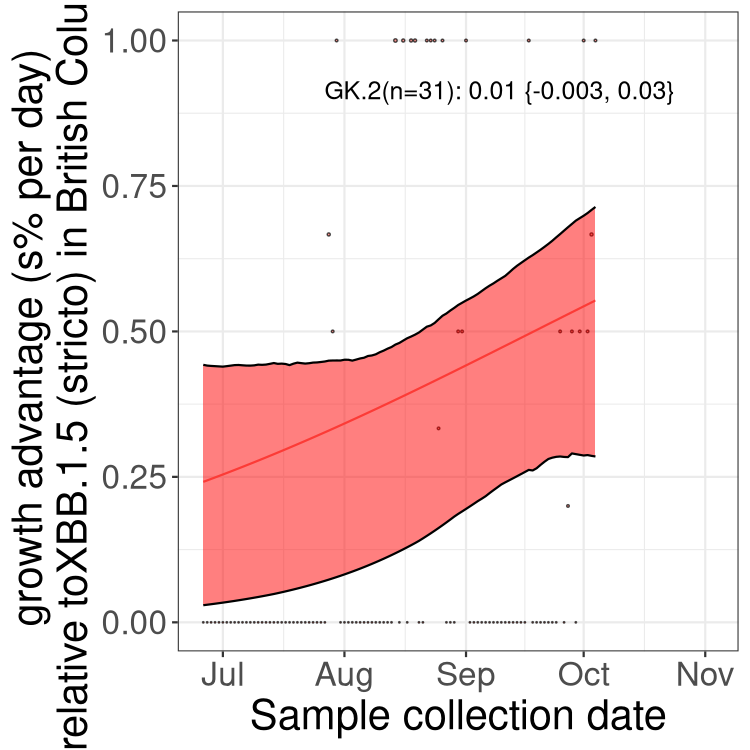 growth advantage (s% per day)
relative toXBB.1.5 (stricto) in British Colu
1.00
0.75
0.50
0.25
0.00
GK.2(n=31): 0.01 {-0.003, 0.03}
Jul Aug Sep Oct Nov
Sample collection date